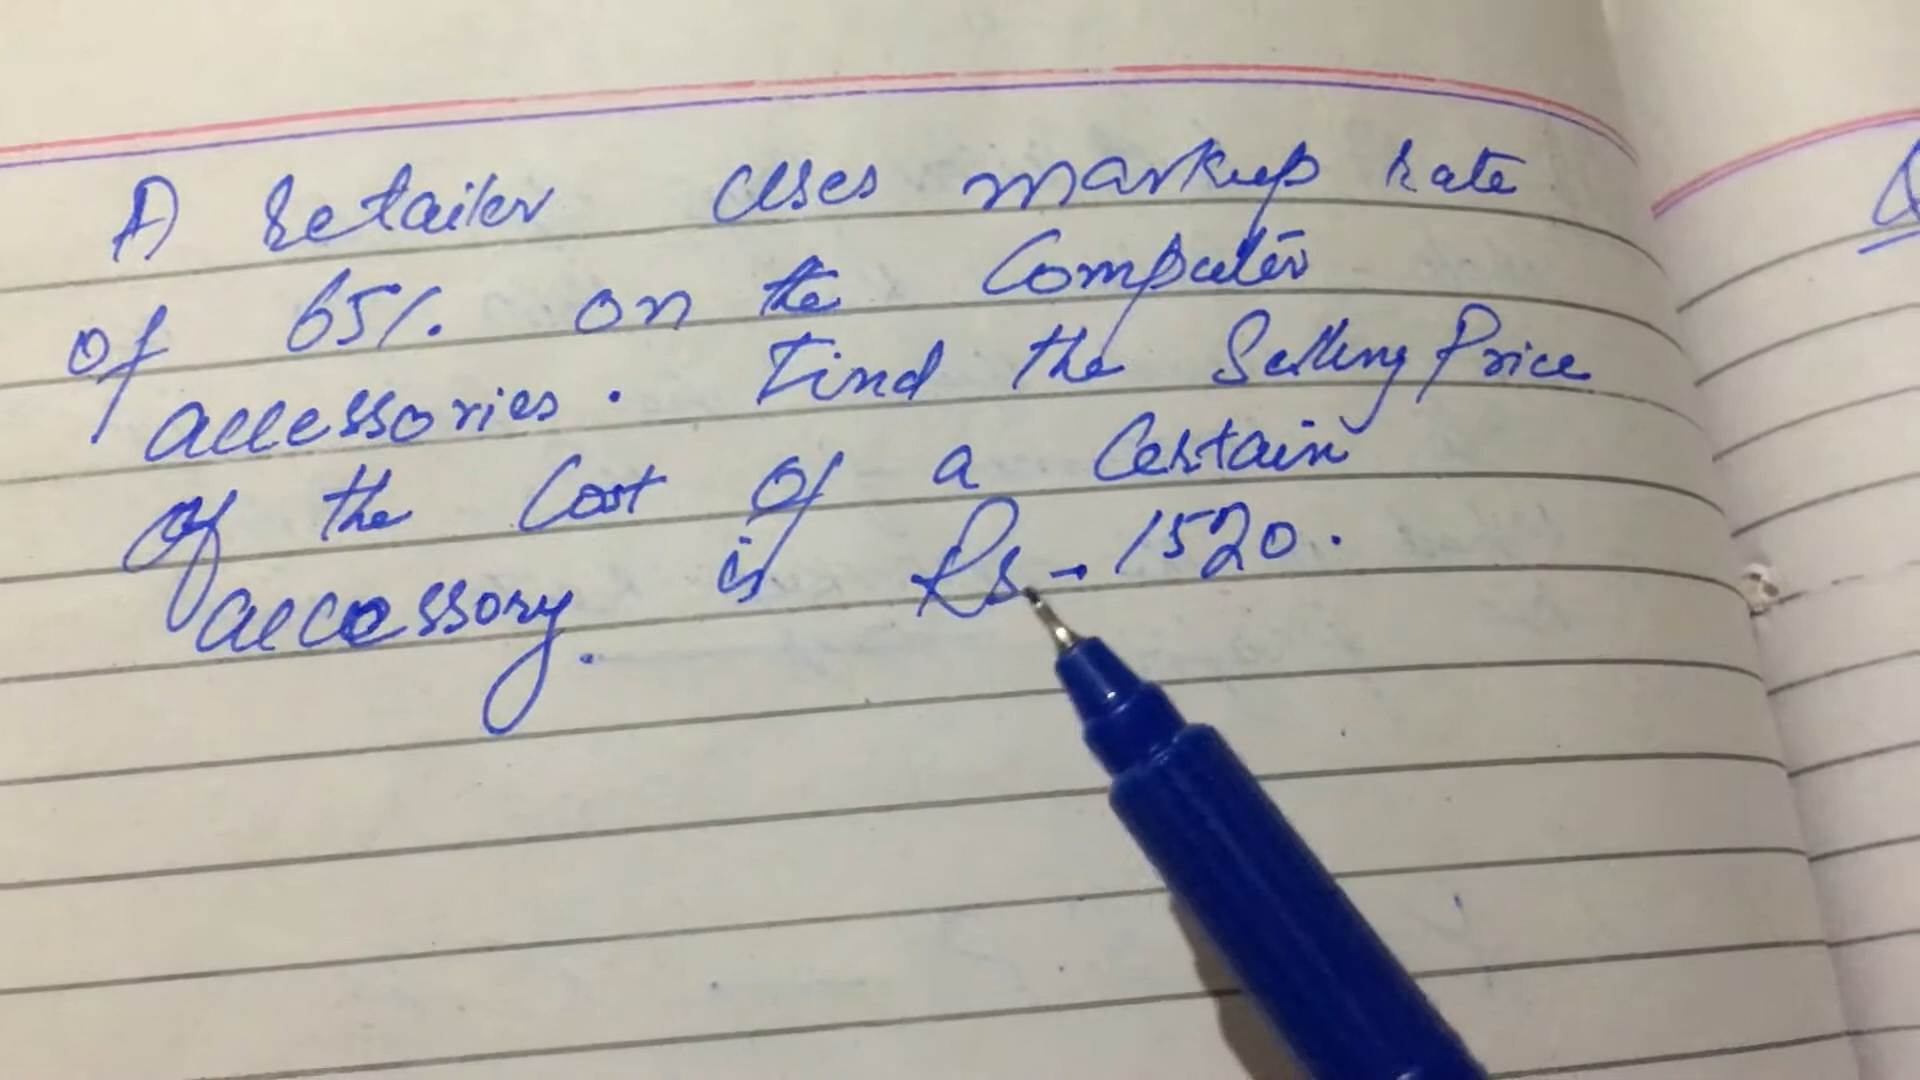 A retailer uses markup rate
of 65% on the Computer
accessories. Find the Selling Price
Of the Cost Of a Certain
accessory. is Rs - 1520.